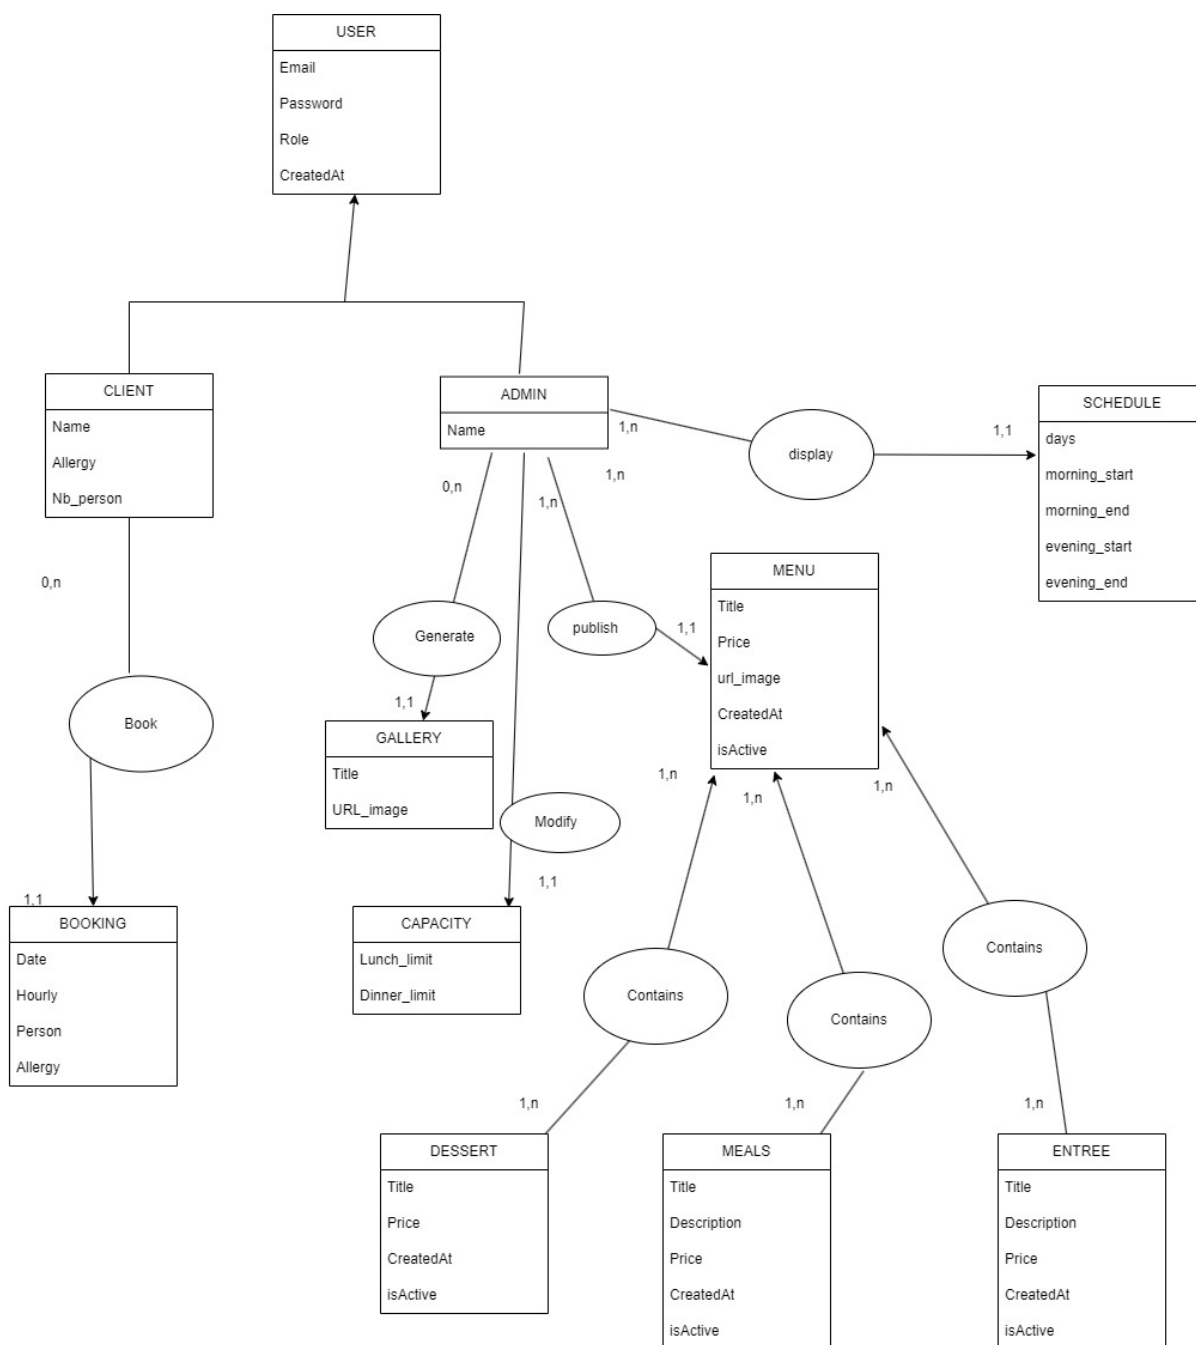 USER
Email
Password
Role
CreatedAt
CLIENT
Name
Allergy
Nb_person
ADMIN
Name
SCHEDULE
days
morning_start
morning_end
evening_start
evening_end
1,n
display
1,1
0,n
1,n
1,n
0,n
MENU
Title
Price
url_image
CreatedAt
isActive
Generate
publish
1,1
Book
1,1
GALLERY
Title
URL_image
Modify
1,1
1,n
1,n
1,n
1,1
BOOKING
Date
Hourly
Person
Allergy
CAPACITY
Lunch_limit
Dinner_limit
Contains
Contains
Contains
1,n
1,n
1,n
DESSERT
Title
Price
CreatedAt
isActive
MEALS
Title
Description
Price
CreatedAt
isActive
ENTREE
Title
Description
Price
CreatedAt
isActive